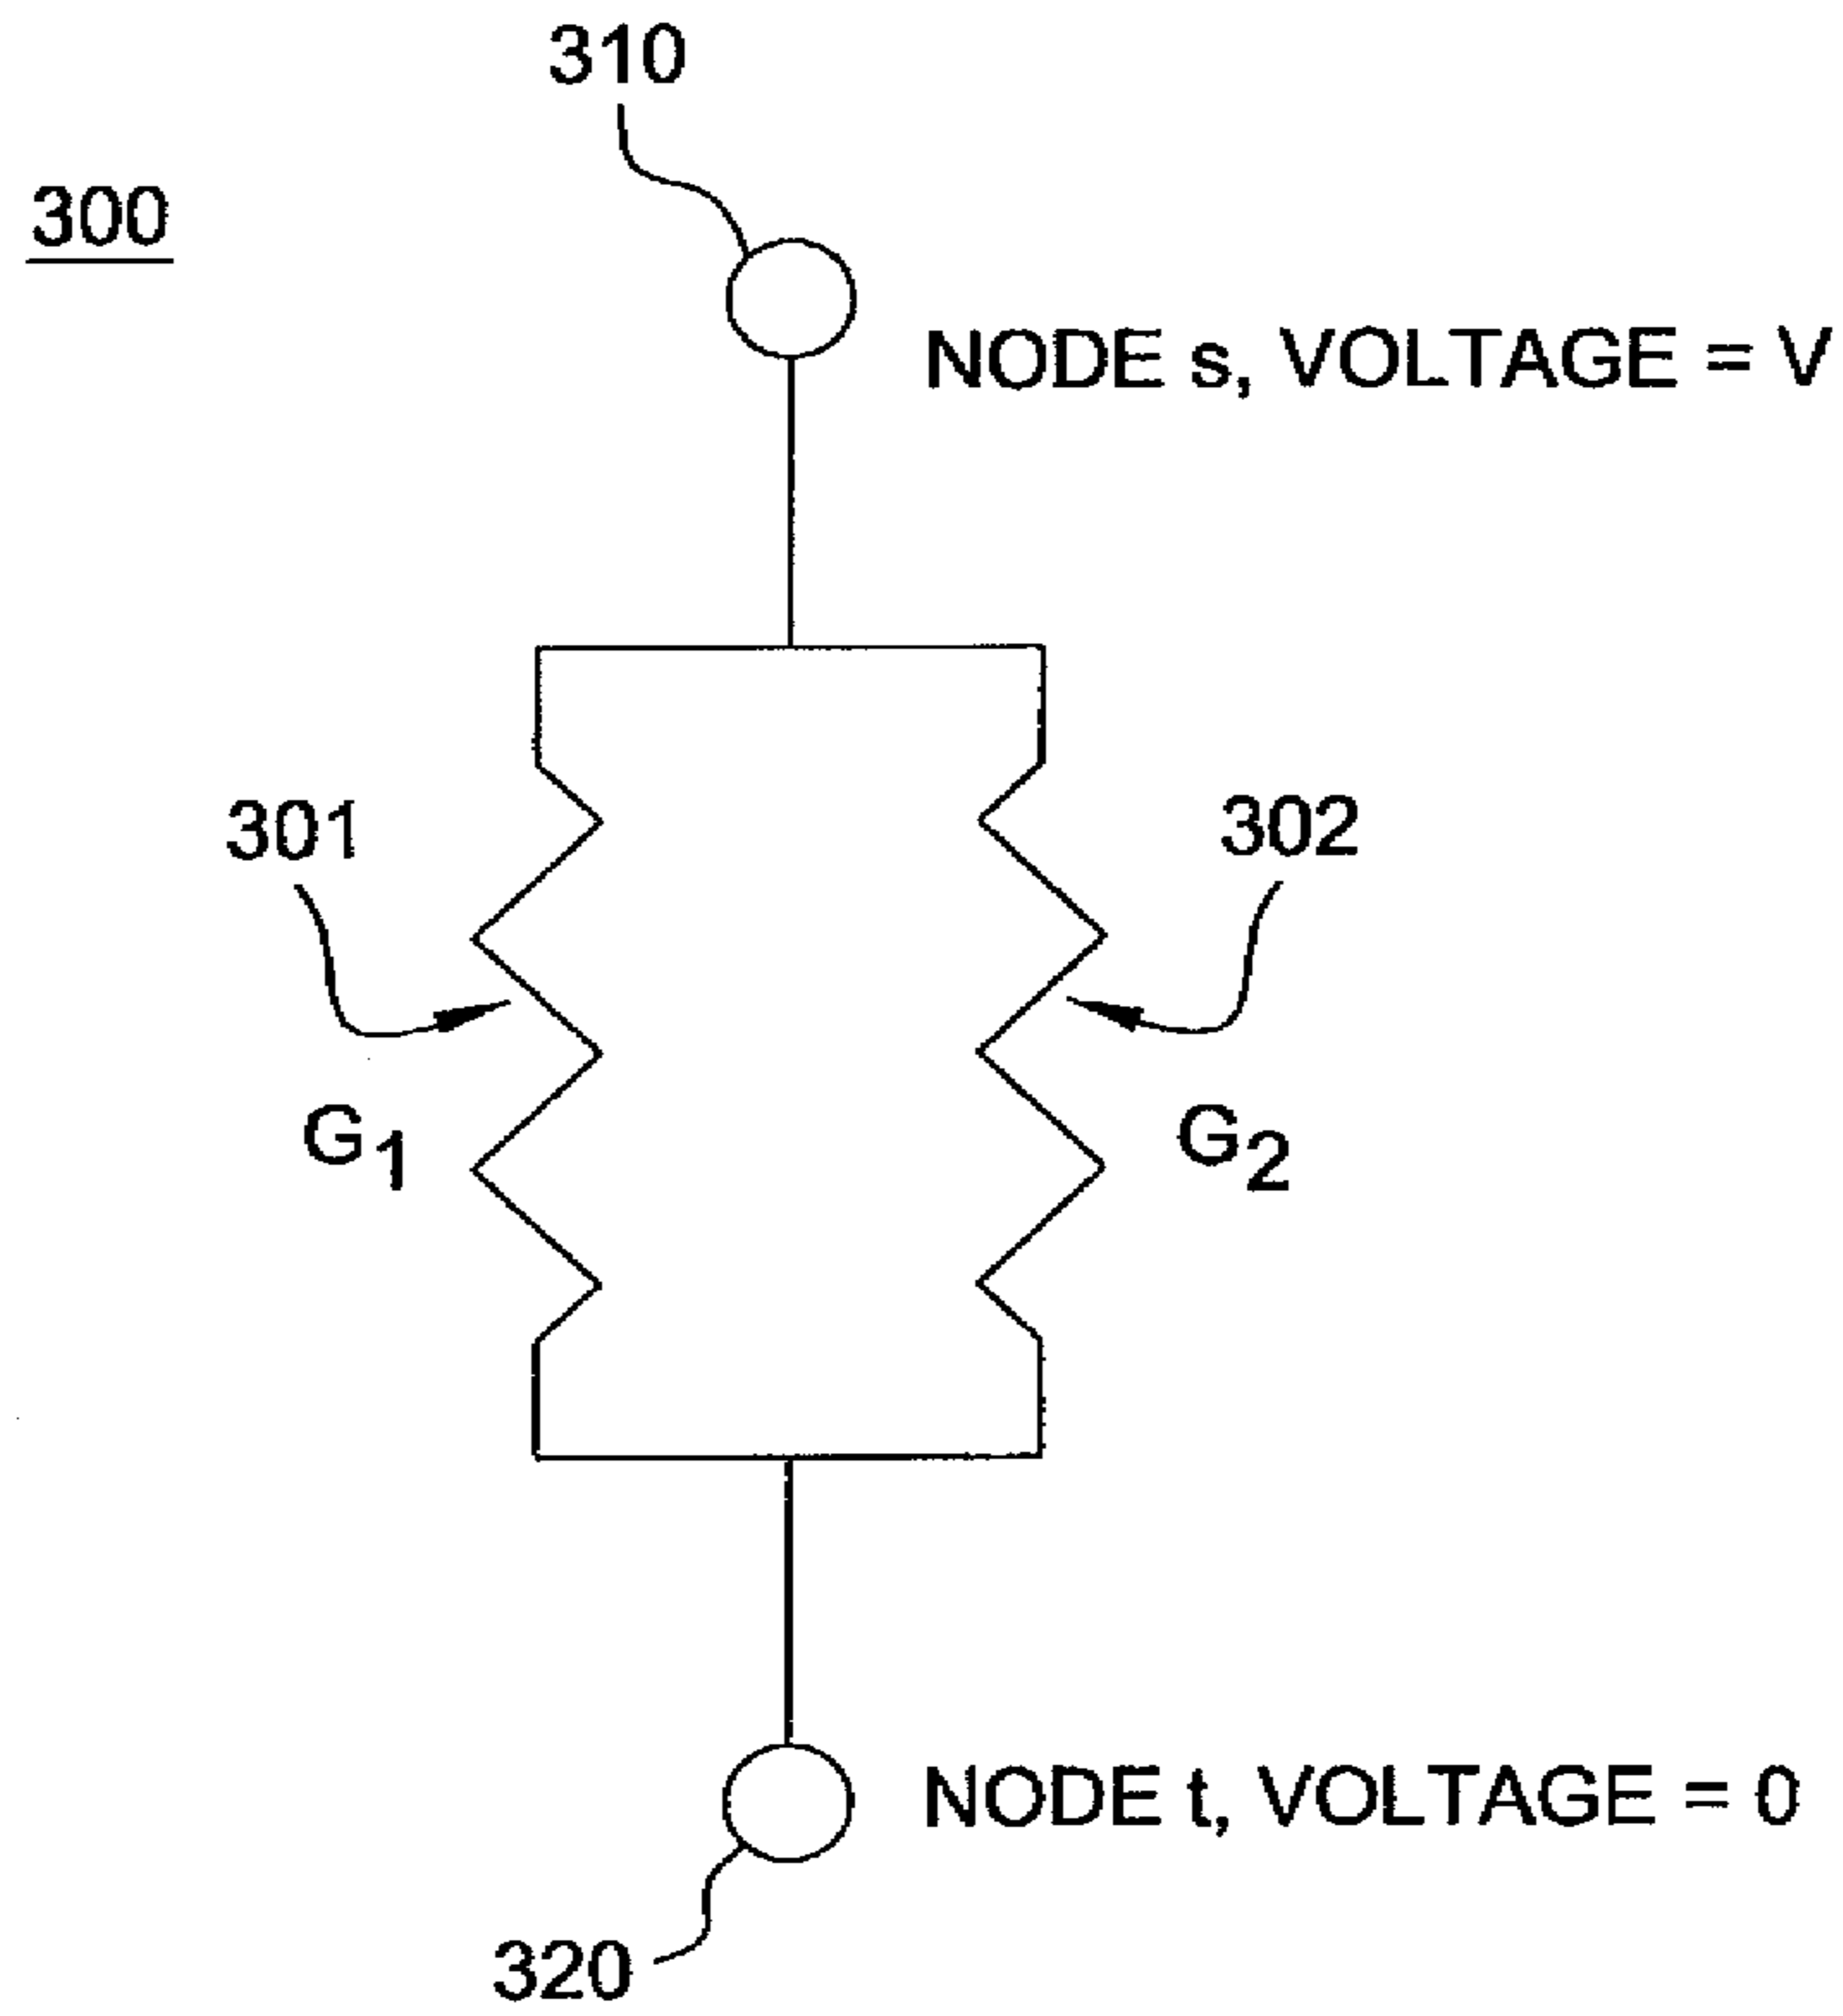 310
300
NODE s, VOLTAGE = V
301
302
G1
G2
NODE t, VOLTAGE = 0
320